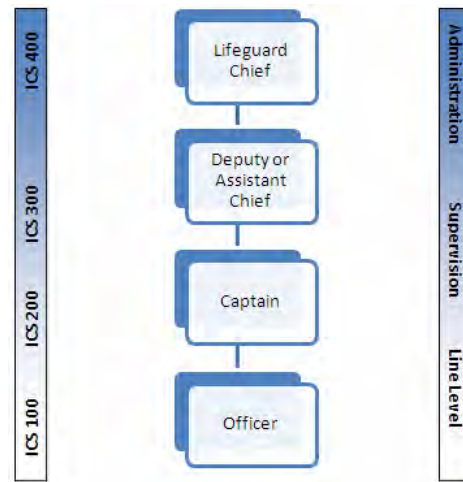 ICS 400
ICS 300
ICS 200
ICS 100
Lifeguard
Chief
Deputy or
Assistant
Chief
Captain
Officer
Administration
Supervision
Line Level